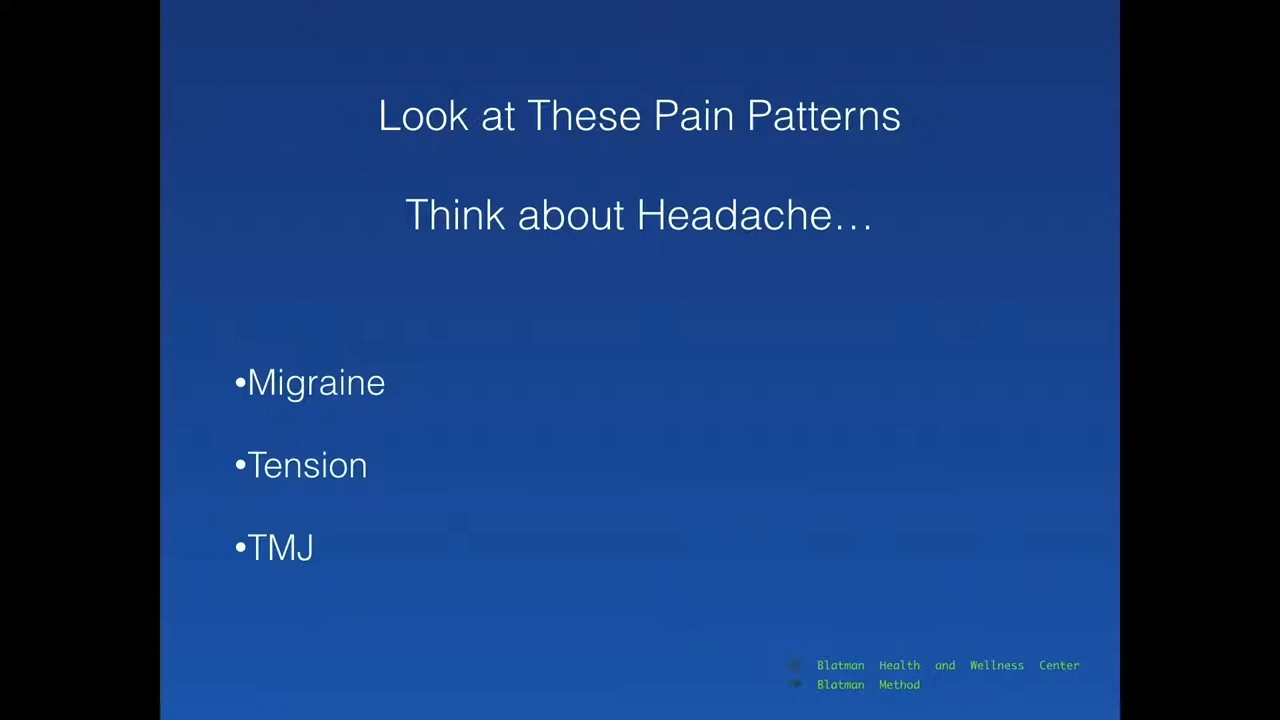 Look at These Pain Patterns
Think about Headache…
•Migraine
•Tension
•TMJ
Blatman Health and Wellness Center
Blatman Method